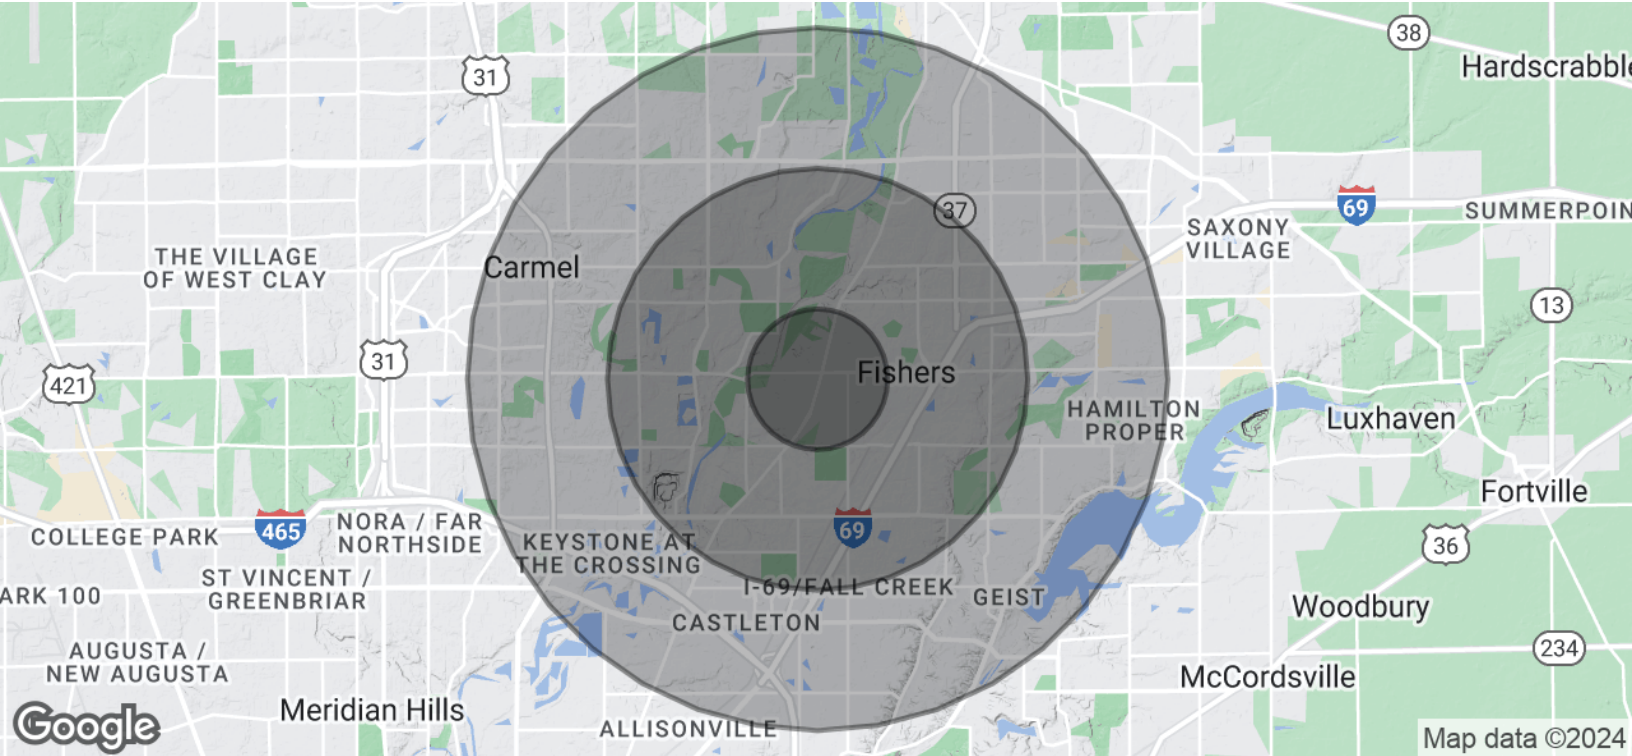 38
Hardscrabble
31
37
69
SUMMERPOIN
SAXONY
VILLAGE
THE VILLAGE
OF WEST CLAY
Carmel
13
31
421
Fishers
HAMILTON
PROPER
Luxhaven
Fortville
465
COLLEGE PARK
NORA / FAR
NORTHSIDE
69
KEYSTONE AT
THE CROSSING
36
ST VINCENT /
GREENBRIAR
ARK 100
I-69/FALL CREEK
GEIST
Woodbury
CASTLETON
234
AUGUSTA /
NEW AUGUSTA
McCordsville
Meridian Hills
ALLISONVILLE
Google
Map data ©2024